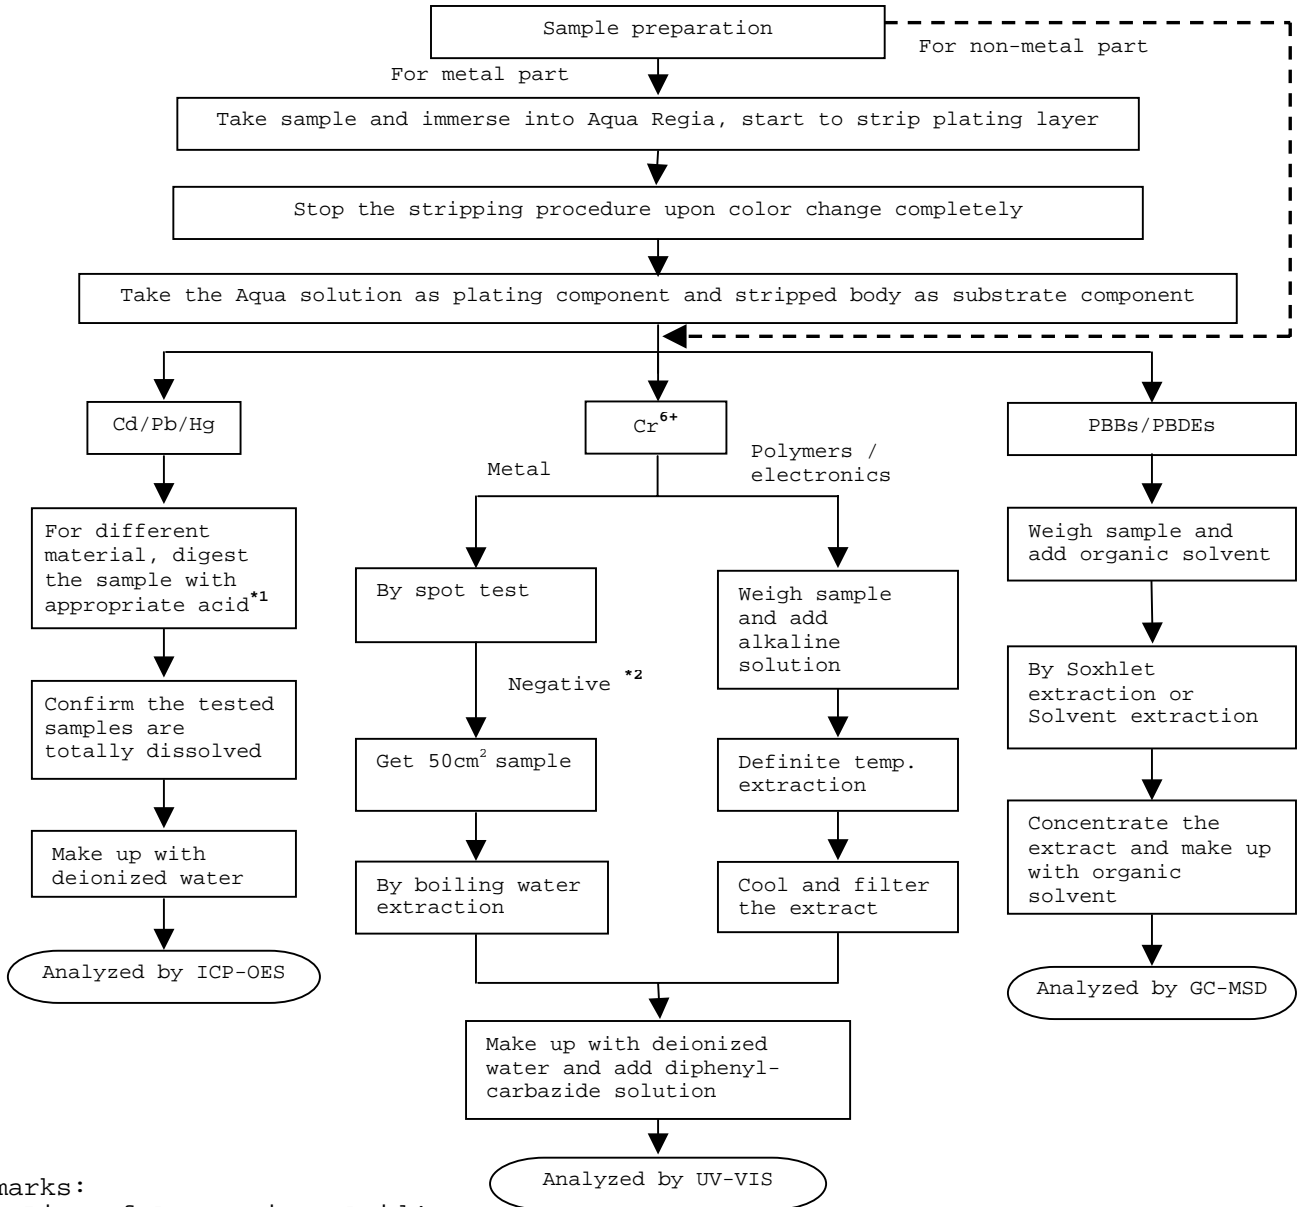 Sample preparation
For non-metal part
For metal part
Take sample and immerse into Aqua Regia, start to strip plating layer
Stop the stripping procedure upon color change completely
Take the Aqua solution as plating component and stripped body as substrate component
Cd/Pb/Hg
Cr6+
PBBs/PBDEs
Metal
Polymers /
electronics
For different
material, digest
the sample with
appropriate acid*1
Confirm the tested
samples are
totally dissolved
Make up with
deionized water
Analyzed by ICP-OES
By spot test
Negative *2
Get 50cm2 sample
By boiling water
extraction
Weigh sample
and add
alkaline
solution
Definite temp.
extraction
Cool and filter
the extract
Make up with deionized
water and add diphenyl-
carbazide solution
Analyzed by UV-VIS
Weigh sample and
add organic solvent
By Soxhlet
extraction or
Solvent extraction
Concentrate the
extract and make up
with organic
solvent
Analyzed by GC-MSD
marks: